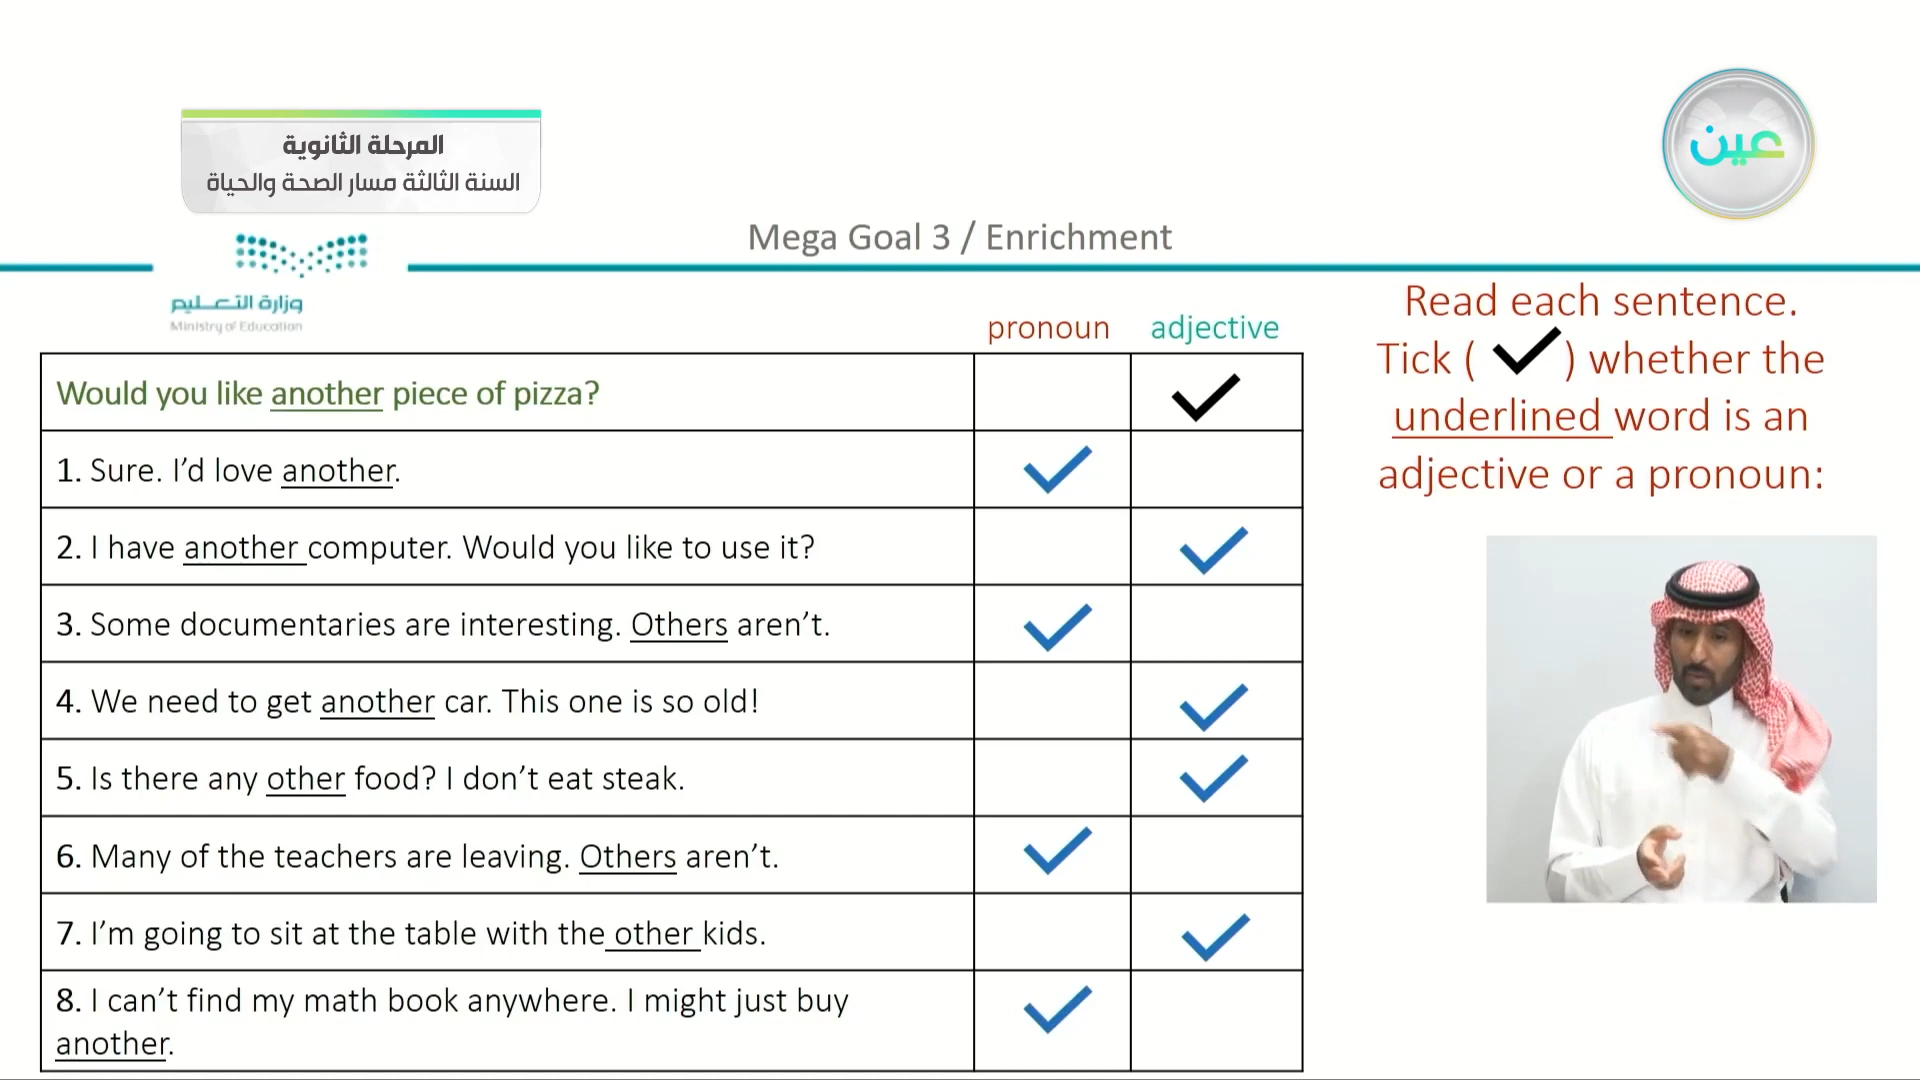 المرحلة الثانوية
السنة الثالثة مسار الصحة والحياة
عين
Mega Goal 3 / Enrichment
وزارة التعليم
Ministry of Education
Read each sentence.
Tick ( ✓ ) whether the
underlined word is an
adjective or a pronoun:
pronoun adjective
Would you like another piece of pizza? ✓
1. Sure. I’d love another. ✓
2. I have another computer. Would you like to use it? ✓
3. Some documentaries are interesting. Others aren’t. ✓
4. We need to get another car. This one is so old! ✓
5. Is there any other food? I don’t eat steak. ✓
6. Many of the teachers are leaving. Others aren’t. ✓
7. I’m going to sit at the table with the other kids. ✓
8. I can’t find my math book anywhere. I might just buy ✓
another.